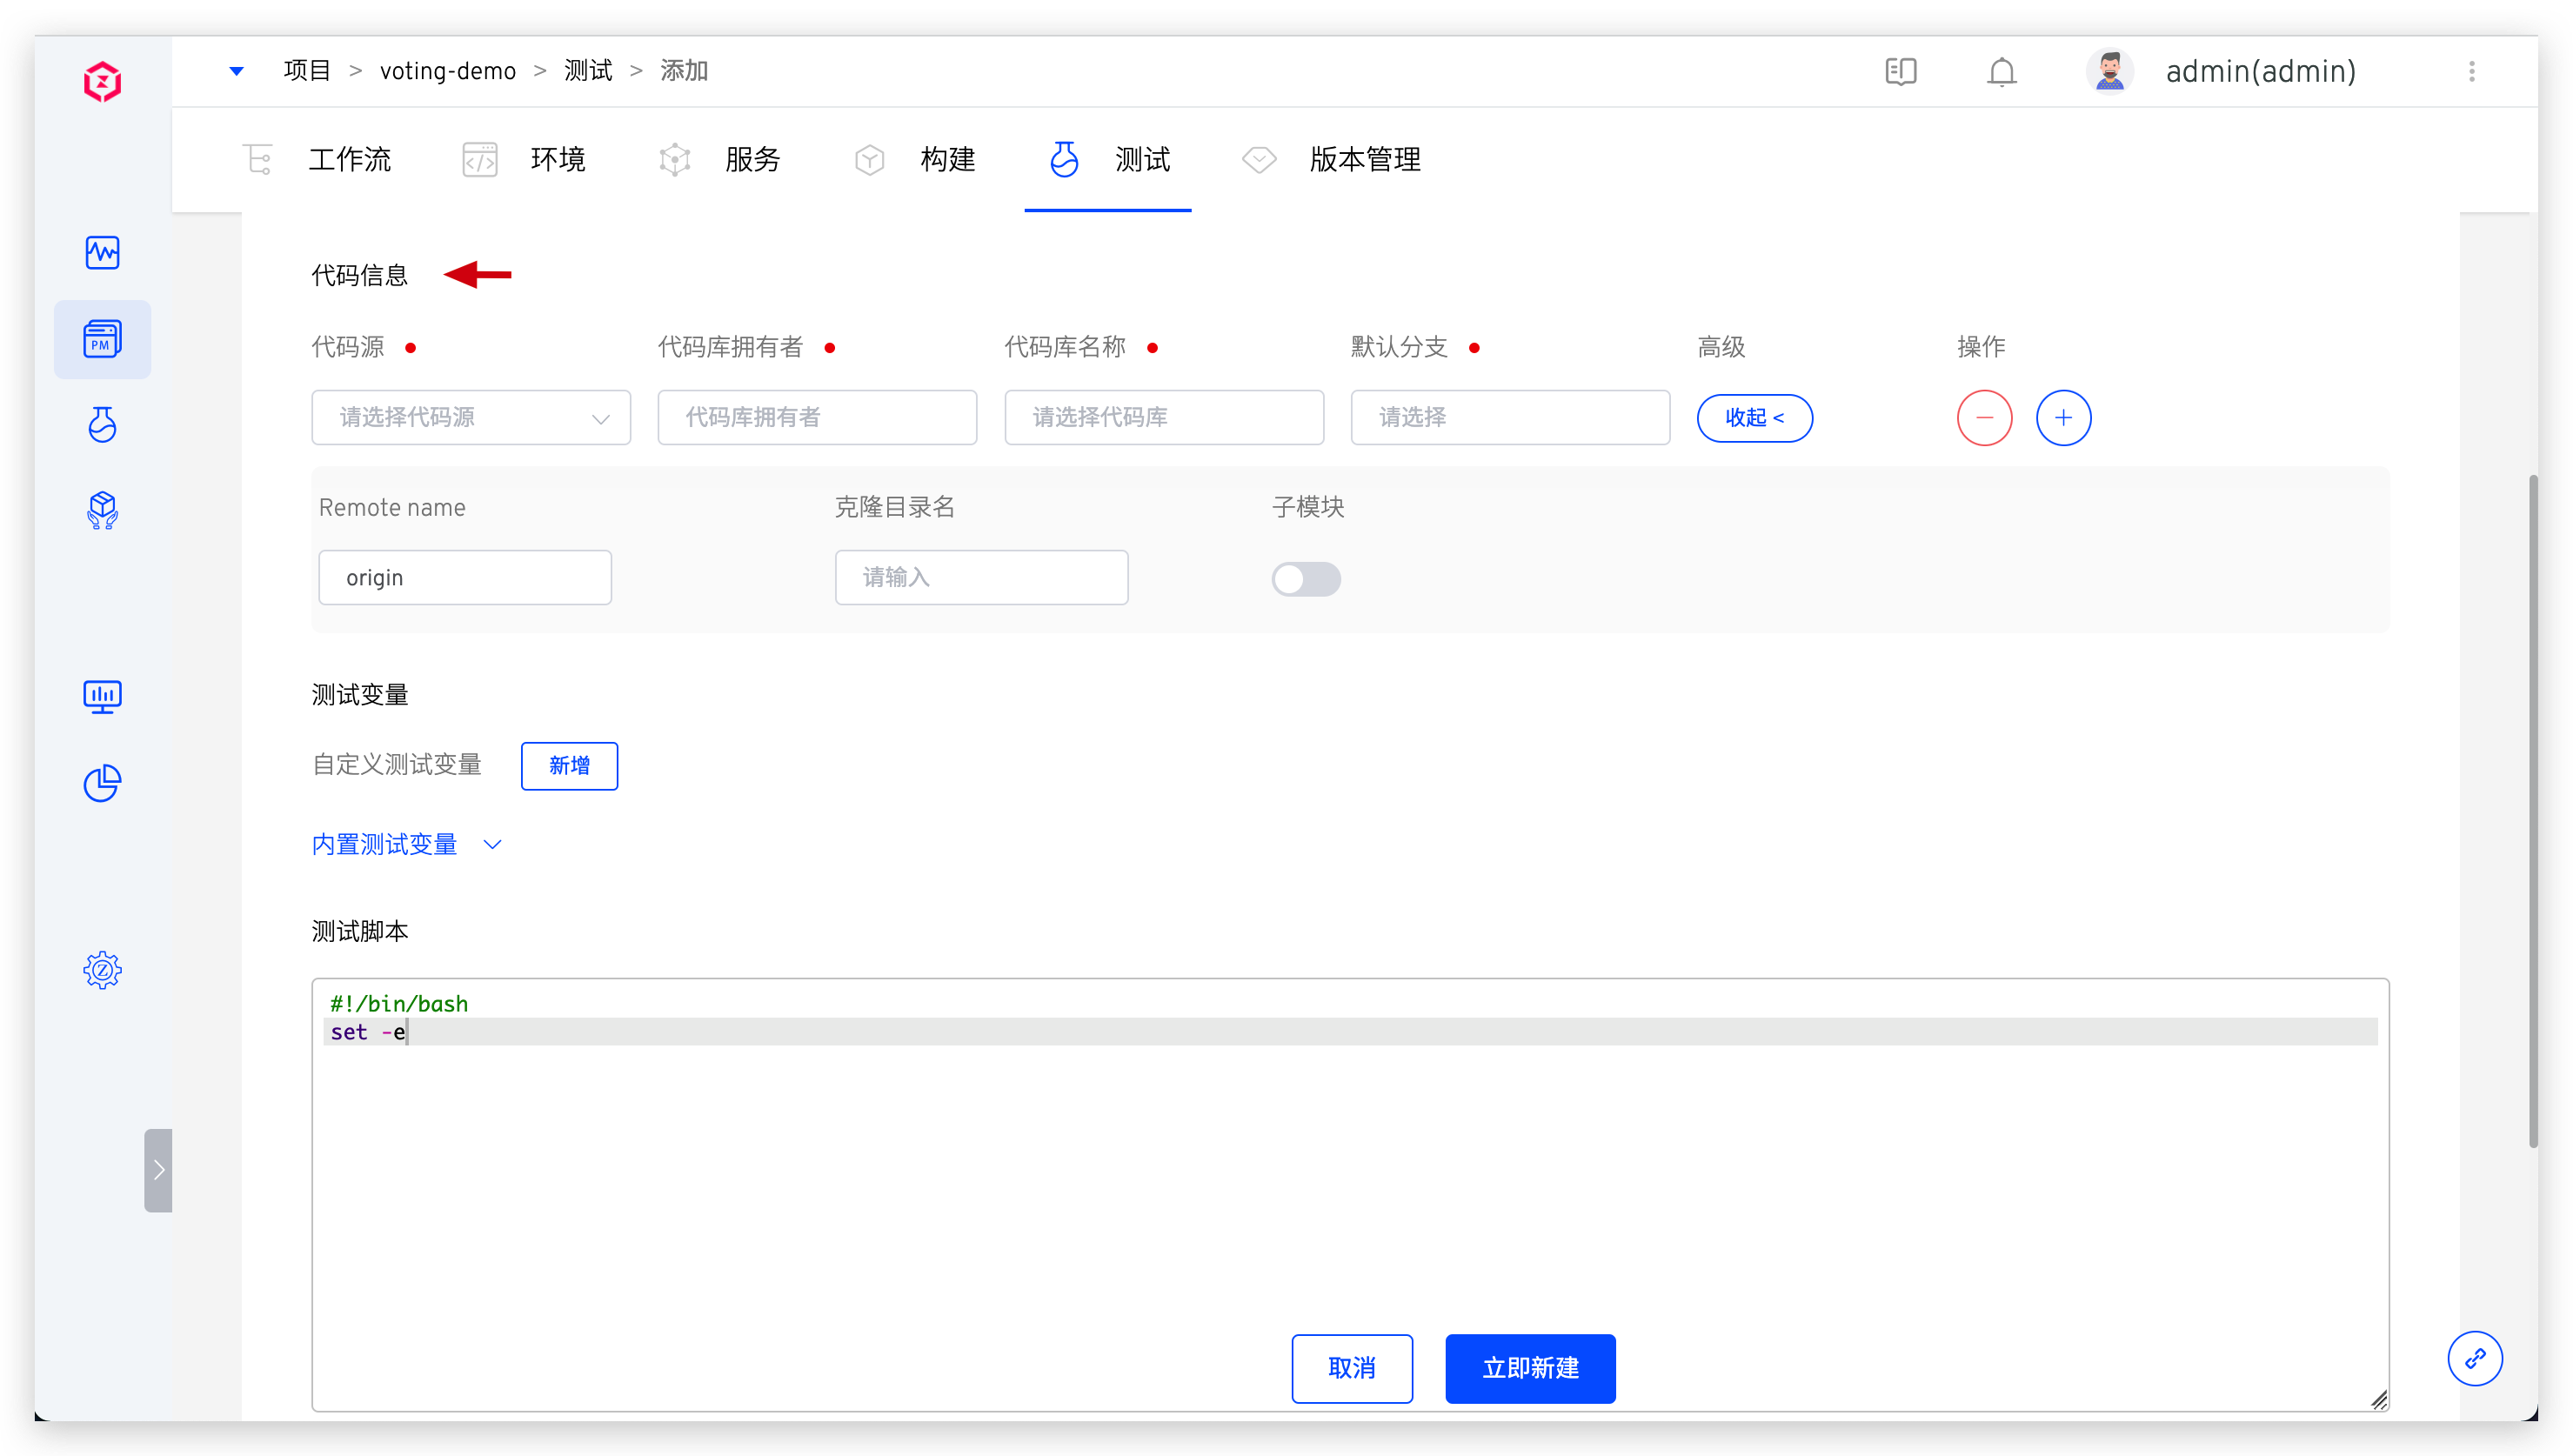 项目 > voting-demo > 测试 > 添加
admin(admin)
工作流 环境 服务 构建 测试 版本管理
代码信息
代码源 代码库拥有者 代码库名称 默认分支 高级 操作
请选择代码源 代码库拥有者 请选择代码库 请选择 收起 <
PM
Remote name 克隆目录名 子模块
origin 请输入
测试变量
自定义测试变量 新增
内置测试变量
测试脚本
#!/bin/bash
set -e
取消 立即新建